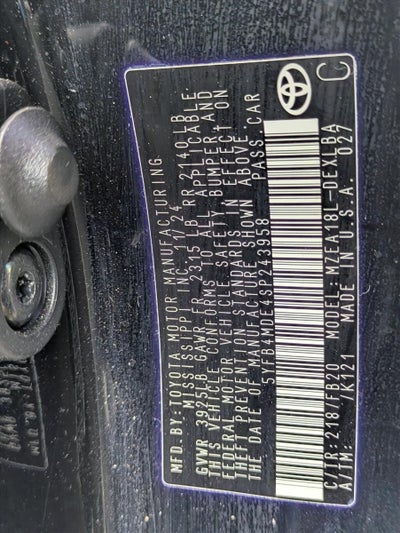 MFD.BY:TOYOTA MOTOR MANUFACTURING
MISSISSIPPI, INC. 11/24
GVWR 3925LB GAWR FR 2315 LB RR 2140LB
THIS VEHICLE CONFORMS TO ALL APPLICABLE
FEDERAL MOTOR VEHICLE SAFETY, BUMPER, AND
THEFT PREVENTION STANDARDS IN EFFECT ON
THE DATE OF MANUFACTURE SHOWN ABOVE.
5YFB4MDE4SP243958 PASS.CAR
C/TR:218/FB20 MZEA18L-DEXLBA
A/TM: /K121 MADE IN U.S.A. 027
C